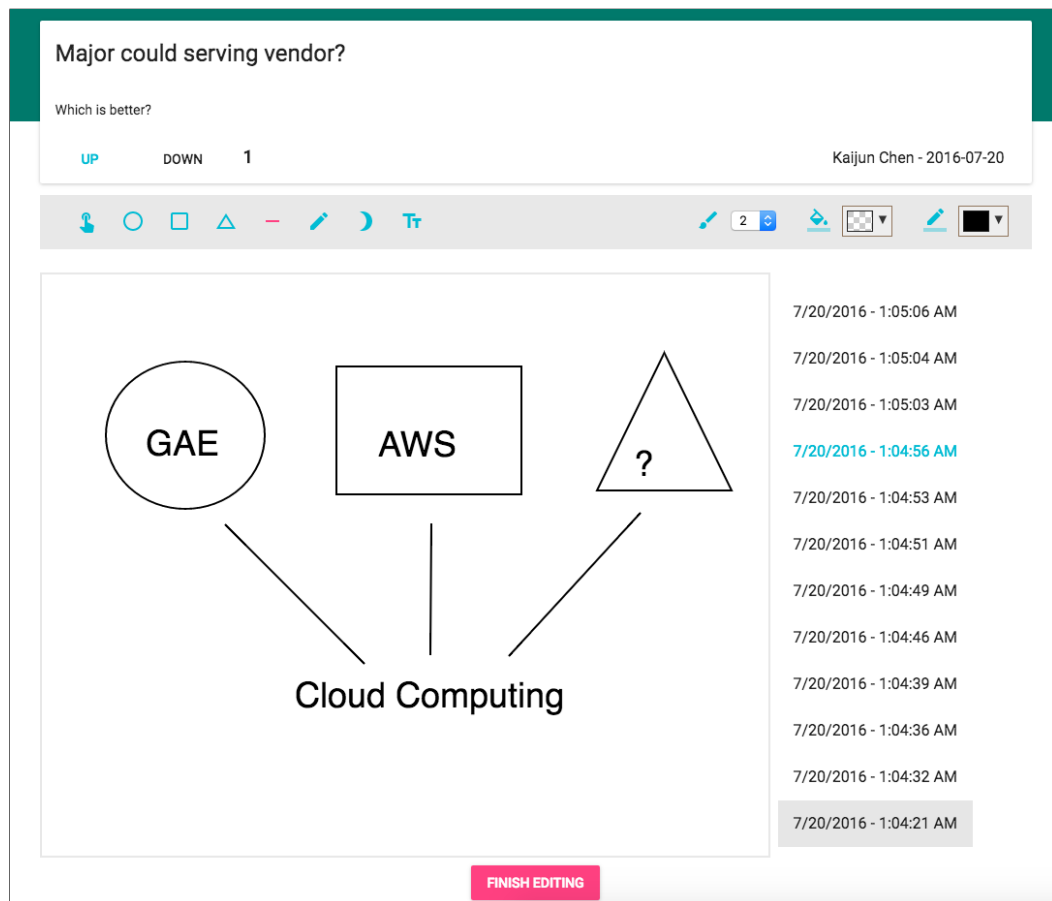 Major could serving vendor?
Which is better?
UP DOWN 1 Kaijun Chen - 2016-07-20
Tт 2
7/20/2016 - 1:05:06 AM
7/20/2016 - 1:05:04 AM
7/20/2016 - 1:05:03 AM
7/20/2016 - 1:04:56 AM
7/20/2016 - 1:04:53 AM
7/20/2016 - 1:04:51 AM
7/20/2016 - 1:04:49 AM
7/20/2016 - 1:04:46 AM
7/20/2016 - 1:04:39 AM
7/20/2016 - 1:04:36 AM
7/20/2016 - 1:04:32 AM
7/20/2016 - 1:04:21 AM
GAE AWS ?
Cloud Computing
FINISH EDITING